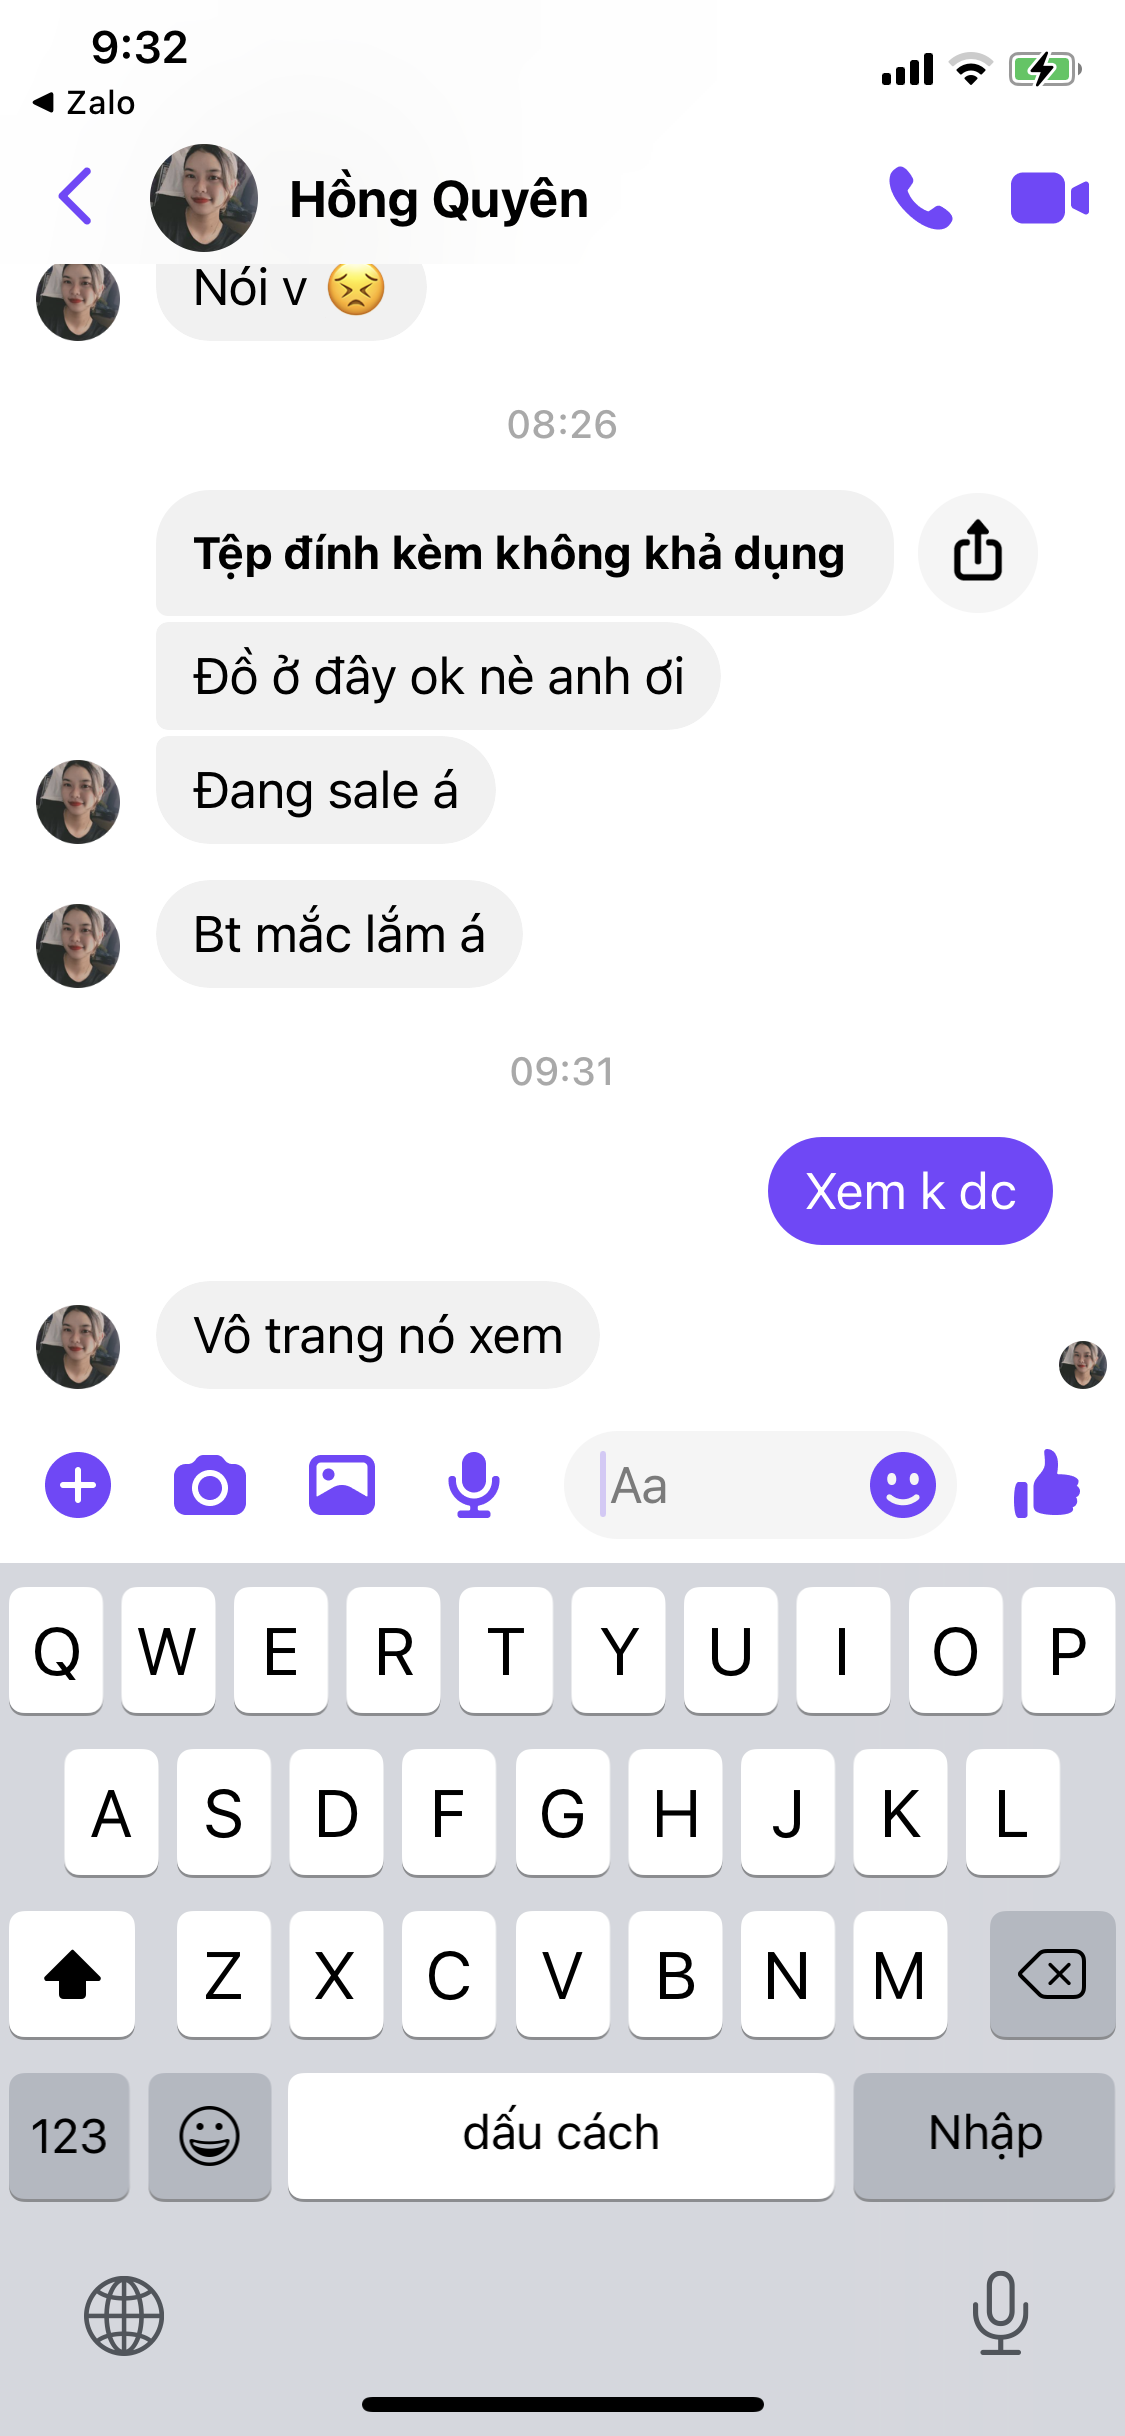 9:32
Zalo
Hồng Quyên
Nói v 😣
08:26
Tệp đính kèm không khả dụng
Đồ ở đây ok nè anh ơi
Đang sale á
Bt mắc lắm á
09:31
Xem k dc
Vô trang nó xem
Aa
Q W E R T Y U I O P
A S D F G H J K L
Z X C V B N M
123 dấu cách Nhập